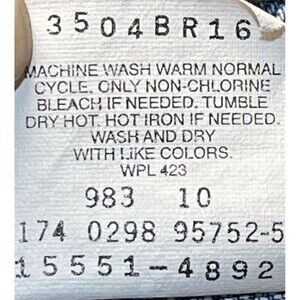 3504BR16
MACHINE WASH WARM NORMAL
CYCLE. ONLY NON-CHLORINE
BLEACH IF NEEDED. TUMBLE
DRY HOT. HOT IRON IF NEEDED.
WASH AND DRY
WITH LIKE COLORS.
WPL 423
983 10
174 0298 95752-5
15551-4892